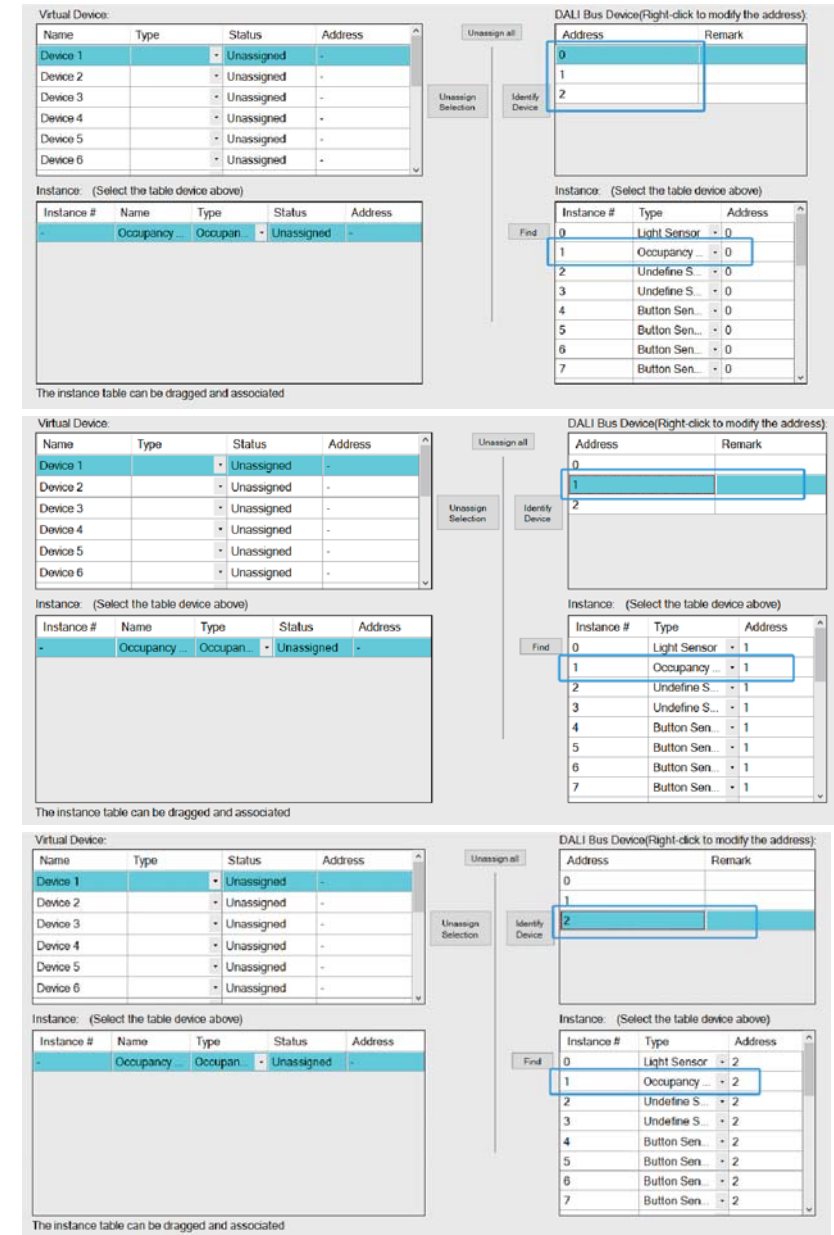 Virtual Device: DALI Bus Device(Right-click to modify the address):
Name Type Status Address Unassign all Address Remark
Device 1 Unassigned - 0
Device 2 Unassigned - 1
Device 3 Unassigned - Unassign Selection Identify Device 2
Device 4 Unassigned -
Device 5 Unassigned -
Device 6 Unassigned -
Instance: (Select the table device above) Instance: (Select the table device above)
Instance # Name Type Status Address Instance # Type Address
- Occupancy ... Occupan... Unassigned - Find 0 Light Sensor 0
1 Occupancy ... 0
2 Undefine S... 0
3 Undefine S... 0
4 Button Sen... 0
5 Button Sen... 0
6 Button Sen... 0
7 Button Sen... 0
The instance table can be dragged and associated
Virtual Device: DALI Bus Device(Right-click to modify the address):
Name Type Status Address Unassign all Address Remark
Device 1 Unassigned - 0
Device 2 Unassigned - 1
Device 3 Unassigned - Unassign Selection Identify Device 2
Device 4 Unassigned -
Device 5 Unassigned -
Device 6 Unassigned -
Instance: (Select the table device above) Instance: (Select the table device above)
Instance # Name Type Status Address Instance # Type Address
- Occupancy ... Occupan... Unassigned - Find 0 Light Sensor 1
1 Occupancy ... 1
2 Undefine S... 1
3 Undefine S... 1
4 Button Sen... 1
5 Button Sen... 1
6 Button Sen... 1
7 Button Sen... 1
The instance table can be dragged and associated
Virtual Device: DALI Bus Device(Right-click to modify the address):
Name Type Status Address Unassign all Address Remark
Device 1 Unassigned - 0
Device 2 Unassigned - 1
Device 3 Unassigned - Unassign Selection Identify Device 2
Device 4 Unassigned -
Device 5 Unassigned -
Device 6 Unassigned -
Instance: (Select the table device above) Instance: (Select the table device above)
Instance # Name Type Status Address Instance # Type Address
- Occupancy ... Occupan... Unassigned - Find 0 Light Sensor 2
1 Occupancy ... 2
2 Undefine S... 2
3 Undefine S... 2
4 Button Sen... 2
5 Button Sen... 2
6 Button Sen... 2
7 Button Sen... 2
The instance table can be dragged and associated